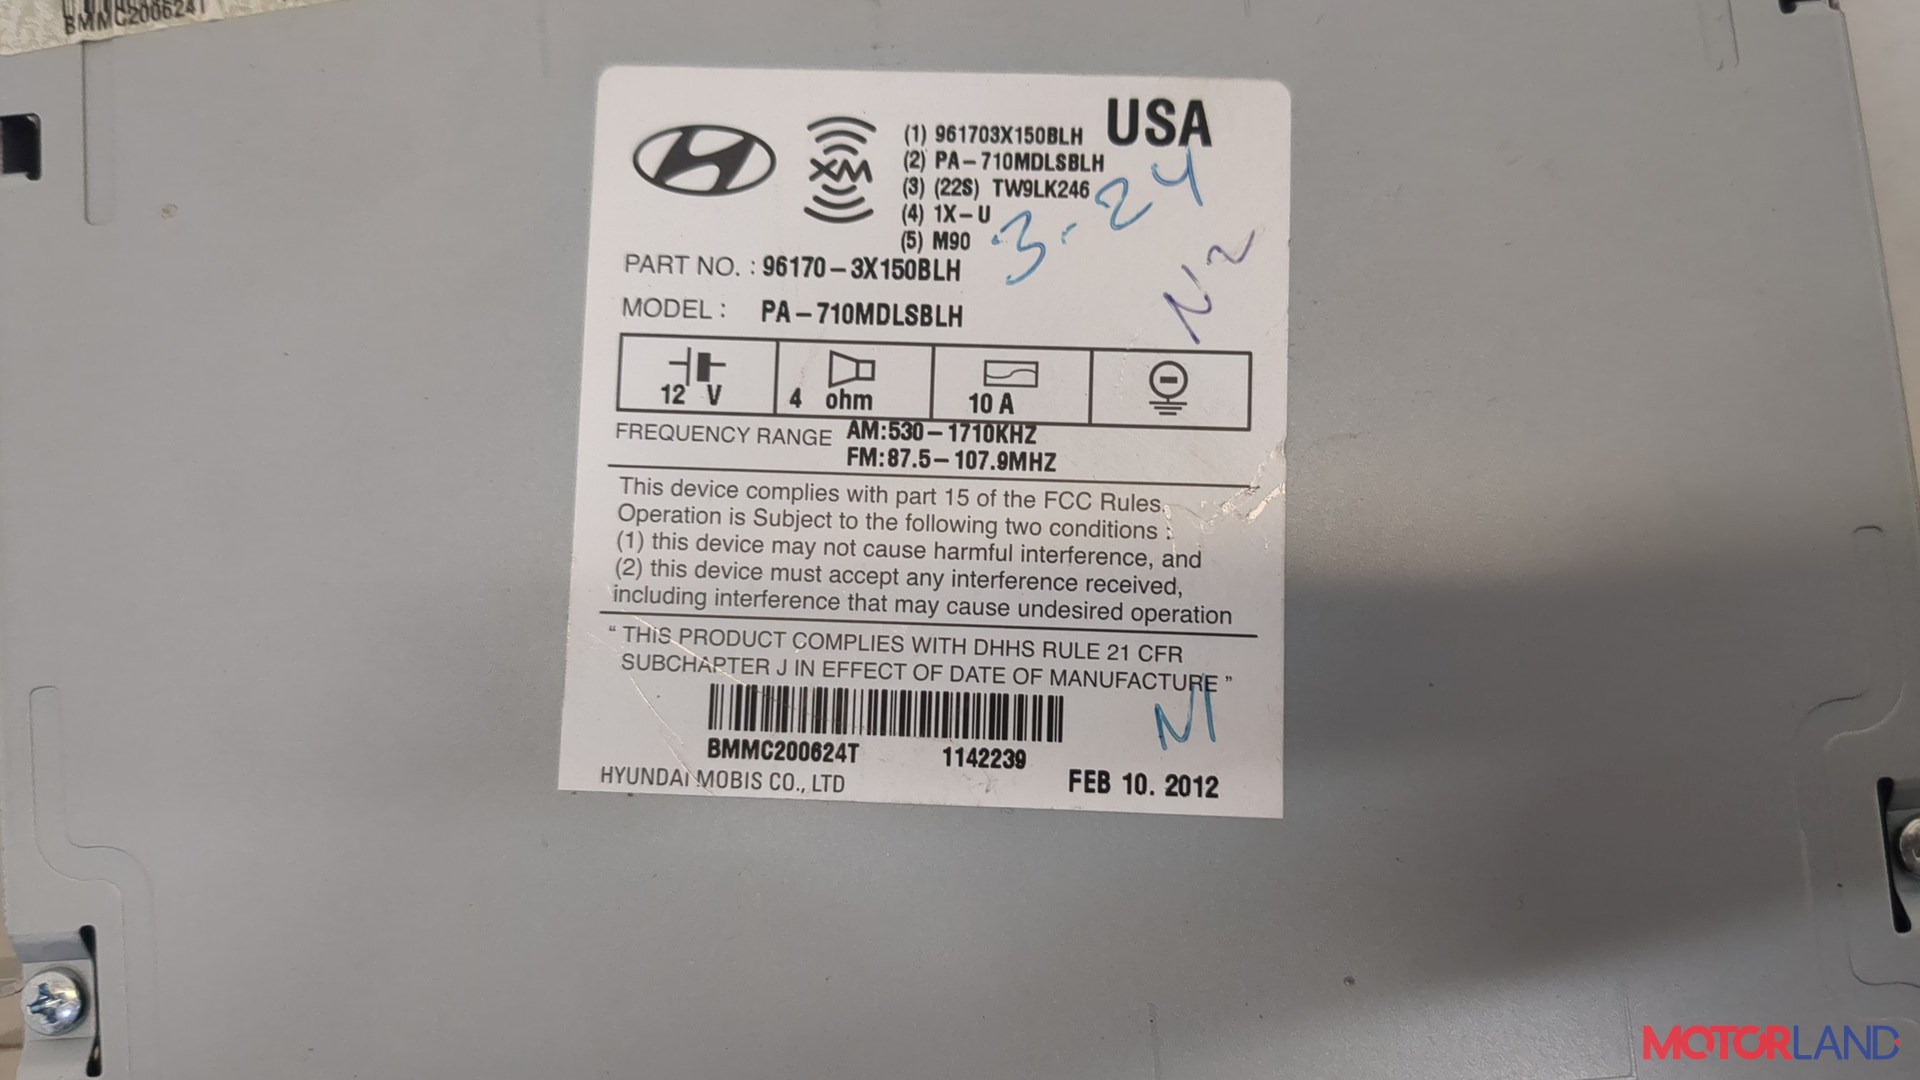 BMMC200624T
XM
(1) 961703X150BLH USA
(2) PA-710MDLSBLH
(3) (22S) TW9LK246
(4) 1X-U
(5) M90
3-24
N2
PART NO. : 96170-3X150BLH
MODEL : PA-710MDLSBLH
12 V 4 ohm 10 A
FREQUENCY RANGE AM:530-1710KHZ
FM:87.5-107.9MHZ
This device complies with part 15 of the FCC Rules.
Operation is Subject to the following two conditions :
(1) this device may not cause harmful interference, and
(2) this device must accept any interference received,
including interference that may cause undesired operation
“ THIS PRODUCT COMPLIES WITH DHHS RULE 21 CFR
SUBCHAPTER J IN EFFECT OF DATE OF MANUFACTURE ”
BMMC200624T 1142239
HYUNDAI MOBIS CO., LTD FEB 10. 2012
MOTORLAND